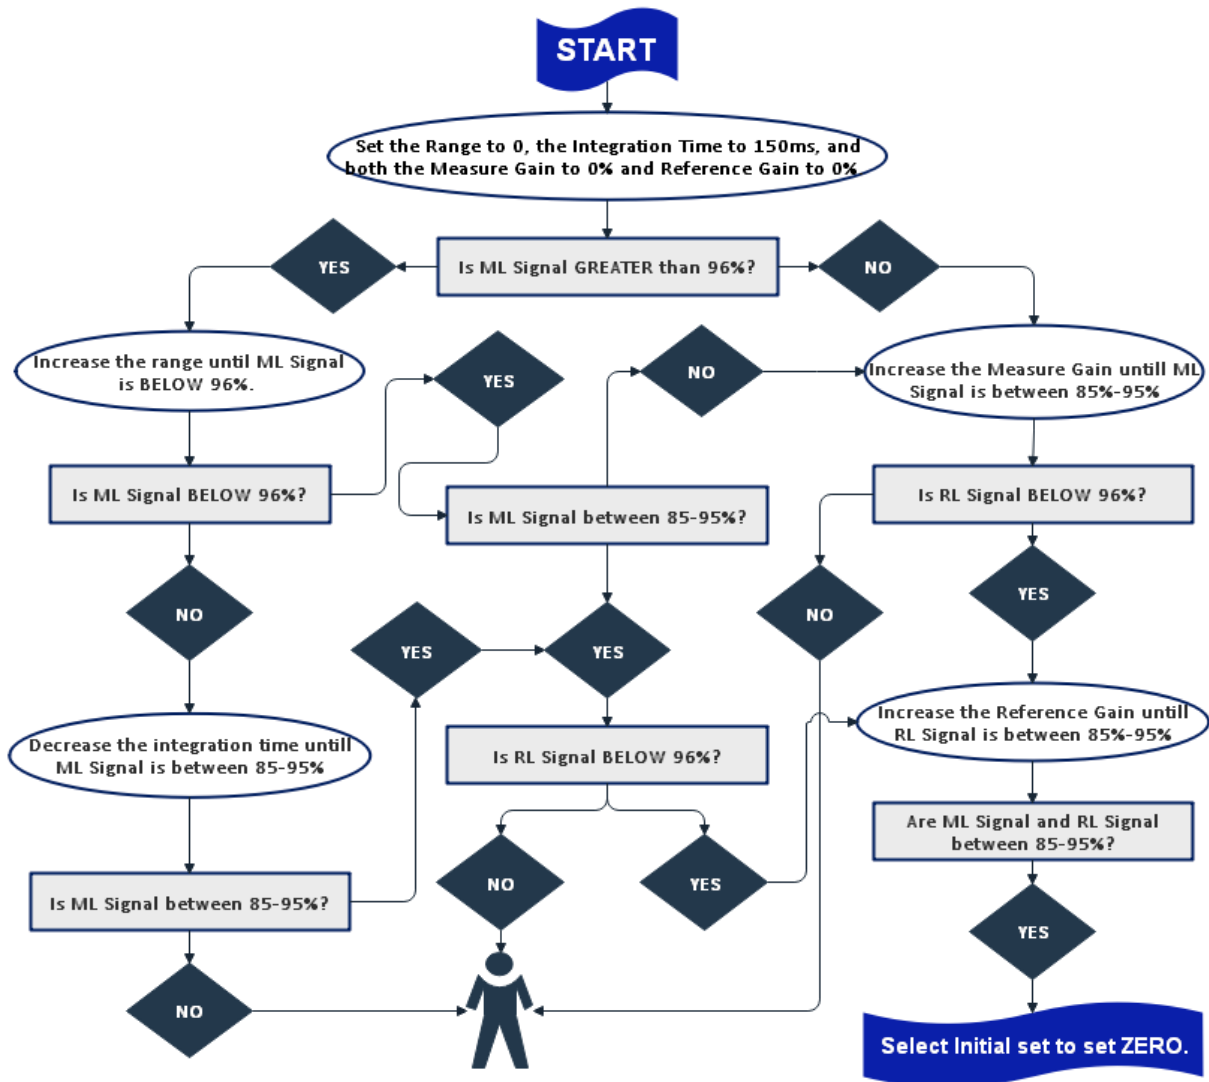 START
Set the Range to 0, the Integration Time to 150ms, and
both the Measure Gain to 0% and Reference Gain to 0%
YES
Is ML Signal GREATER than 96%?
NO
Increase the range until ML Signal
is BELOW 96%.
YES
NO
Increase the Measure Gain untill ML
Signal is between 85%-95%
Is ML Signal BELOW 96%?
Is ML Signal between 85-95%?
Is RL Signal BELOW 96%?
NO
YES
YES
NO
YES
Decrease the integration time untill
ML Signal is between 85-95%
Is RL Signal BELOW 96%?
Increase the Reference Gain untill
RL Signal is between 85%-95%
Are ML Signal and RL Signal
between 85-95%?
Is ML Signal between 85-95%?
NO
YES
YES
NO
Select Initial set to set ZERO.